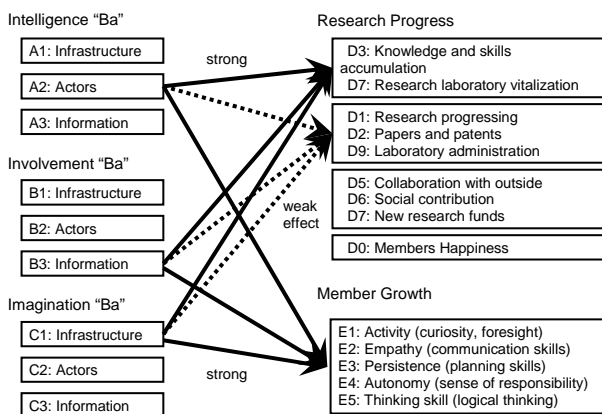 Intelligence “Ba”
A1: Infrastructure
A2: Actors
A3: Information
Involvement “Ba”
B1: Infrastructure
B2: Actors
B3: Information
Imagination “Ba”
C1: Infrastructure
C2: Actors
C3: Information
strong
weak
effect
strong
Research Progress
D3: Knowledge and skills
accumulation
D7: Research laboratory vitalization
D1: Research progressing
D2: Papers and patents
D9: Laboratory administration
D5: Collaboration with outside
D6: Social contribution
D7: New research funds
D0: Members Happiness
Member Growth
E1: Activity (curiosity, foresight)
E2: Empathy (communication skills)
E3: Persistence (planning skills)
E4: Autonomy (sense of responsibility)
E5: Thinking skill (logical thinking)